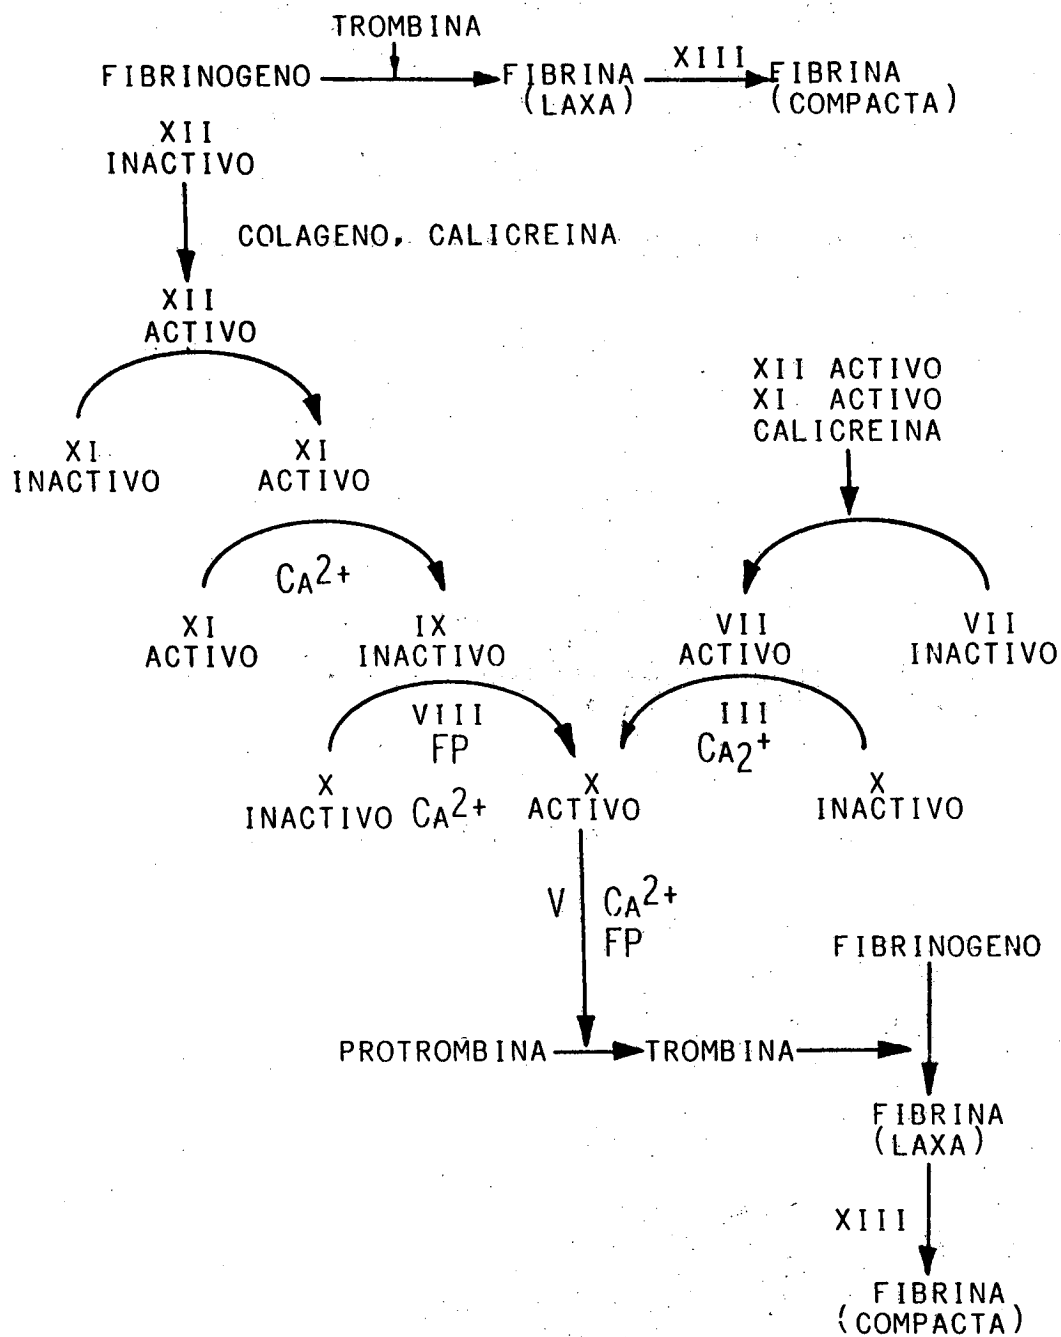 TROMBINA
FIBRINOGENO FIBRINA XIII FIBRINA
(LAXA) (COMPACTA)
XII
INACTIVO
COLAGENO, CALICREINA
XII
ACTIVO
XII ACTIVO
XI ACTIVO
CALICREINA
XI XI
INACTIVO ACTIVO
CA2+
XI IX VII VII
ACTIVO INACTIVO ACTIVO INACTIVO
VIII III
FP CA2+
X X X
INACTIVO CA2+ ACTIVO INACTIVO
V CA2+
FP
FIBRINOGENO
PROTROMBINA TROMBINA
FIBRINA
(LAXA)
XIII
FIBRINA
(COMPACTA)